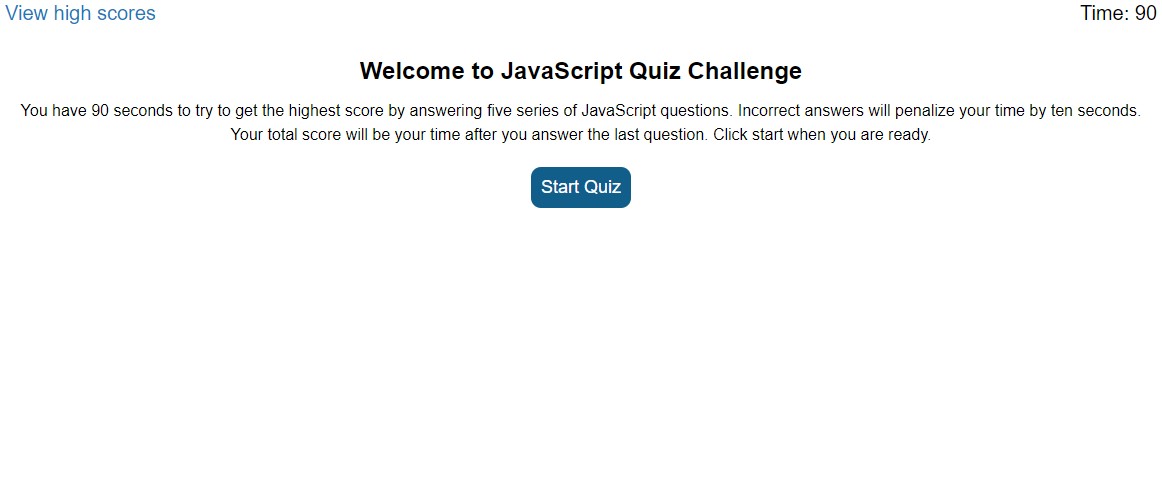 View high scores
Time: 90
Welcome to JavaScript Quiz Challenge
You have 90 seconds to try to get the highest score by answering five series of JavaScript questions. Incorrect answers will penalize your time by ten seconds.
Your total score will be your time after you answer the last question. Click start when you are ready.
Start Quiz